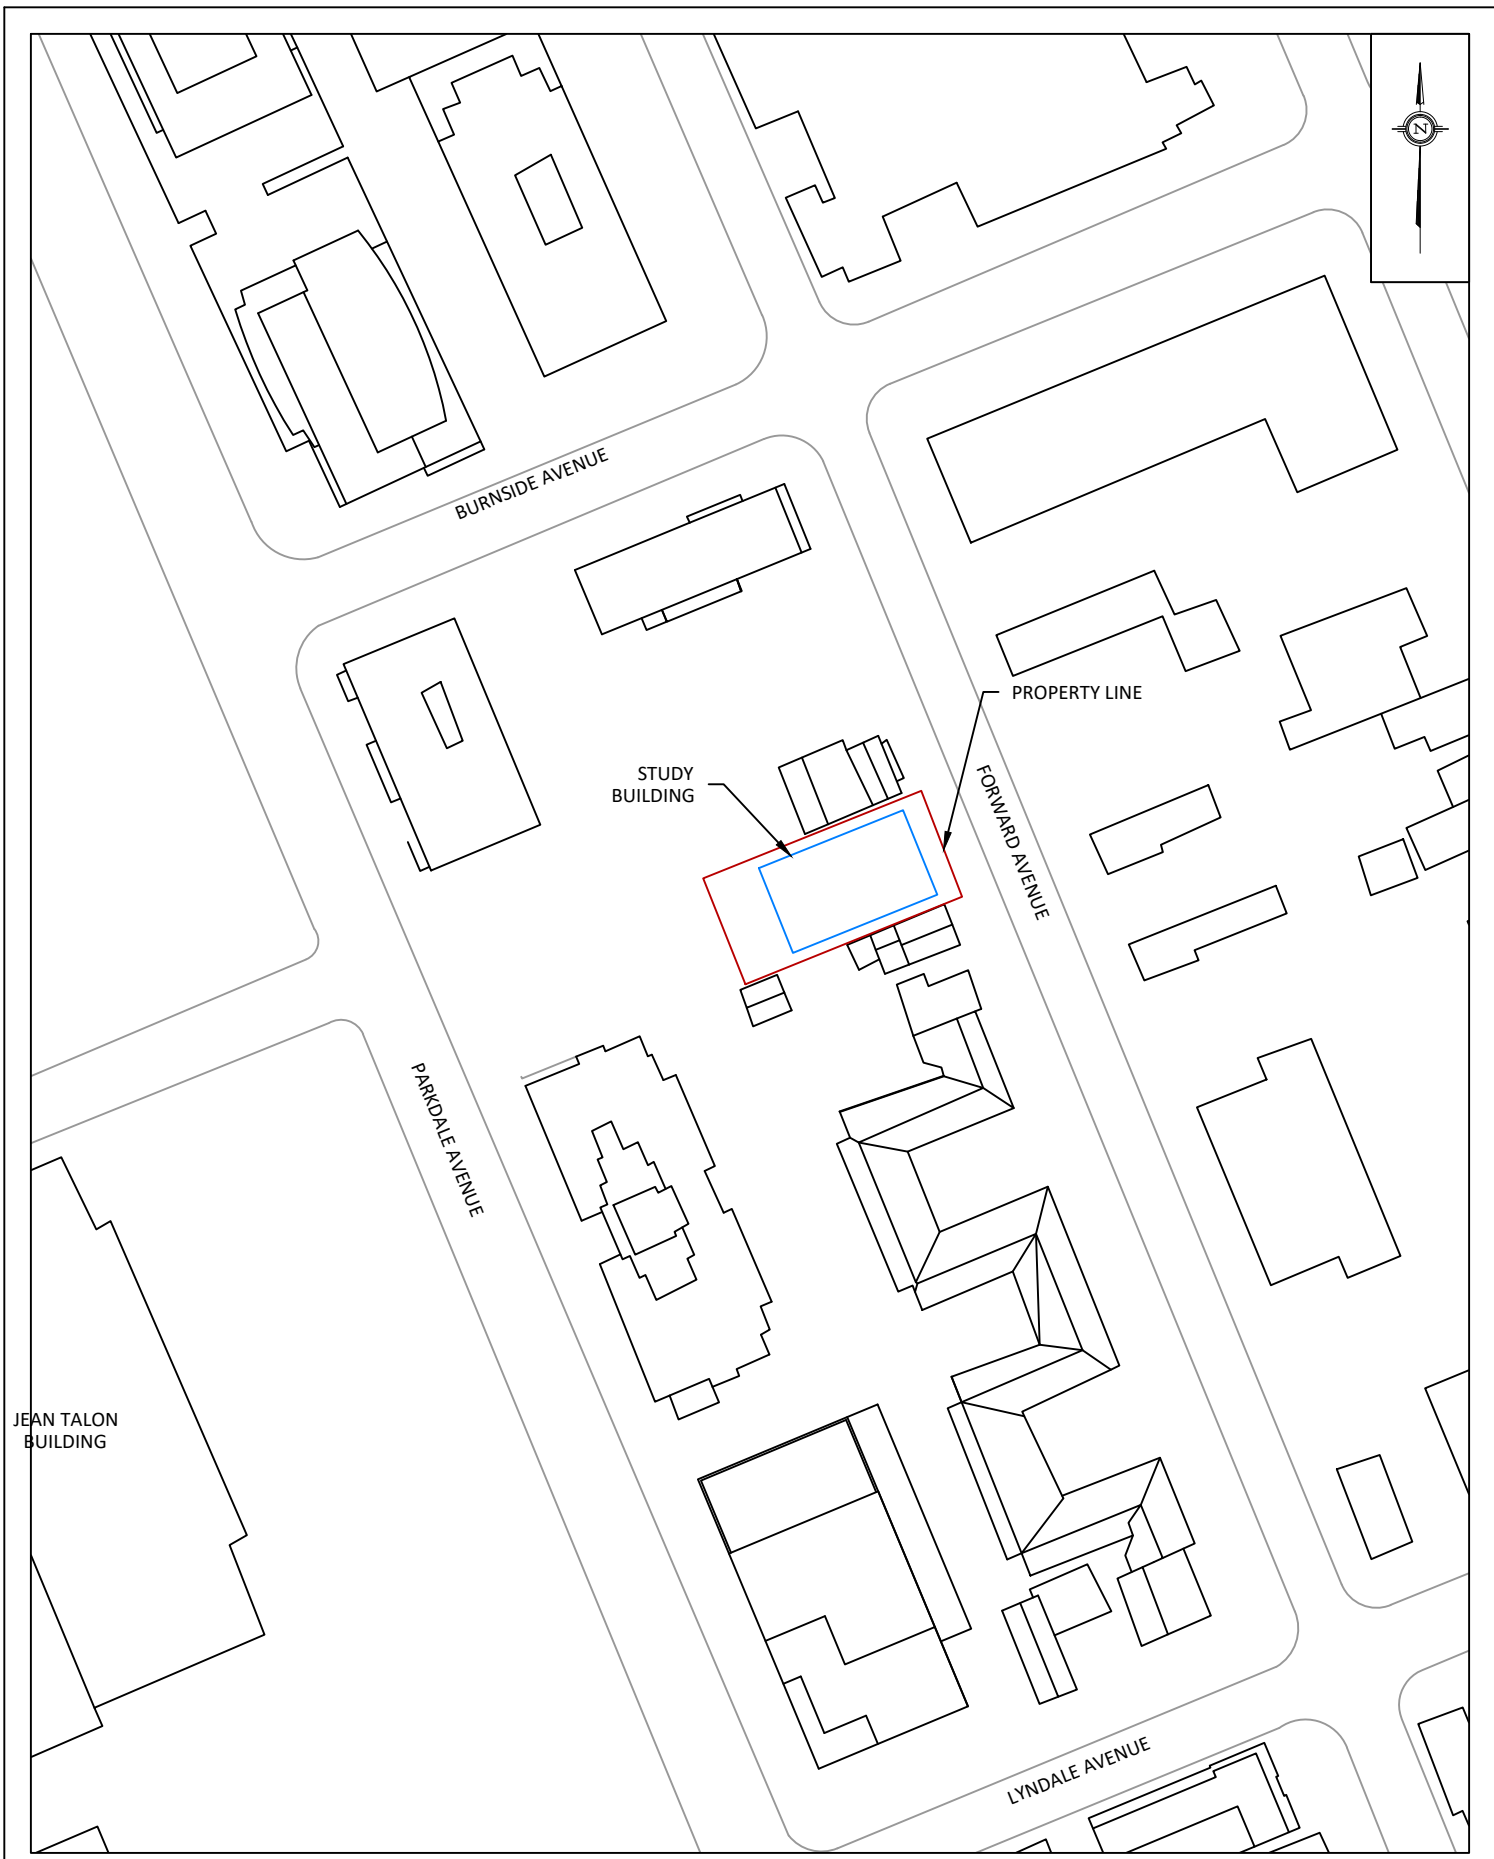 N
BURNSIDE AVENUE
PROPERTY LINE
STUDY
BUILDING
FORWARD AVENUE
PARKDALE AVENUE
JEAN TALON
BUILDING
LYNDALE AVENUE